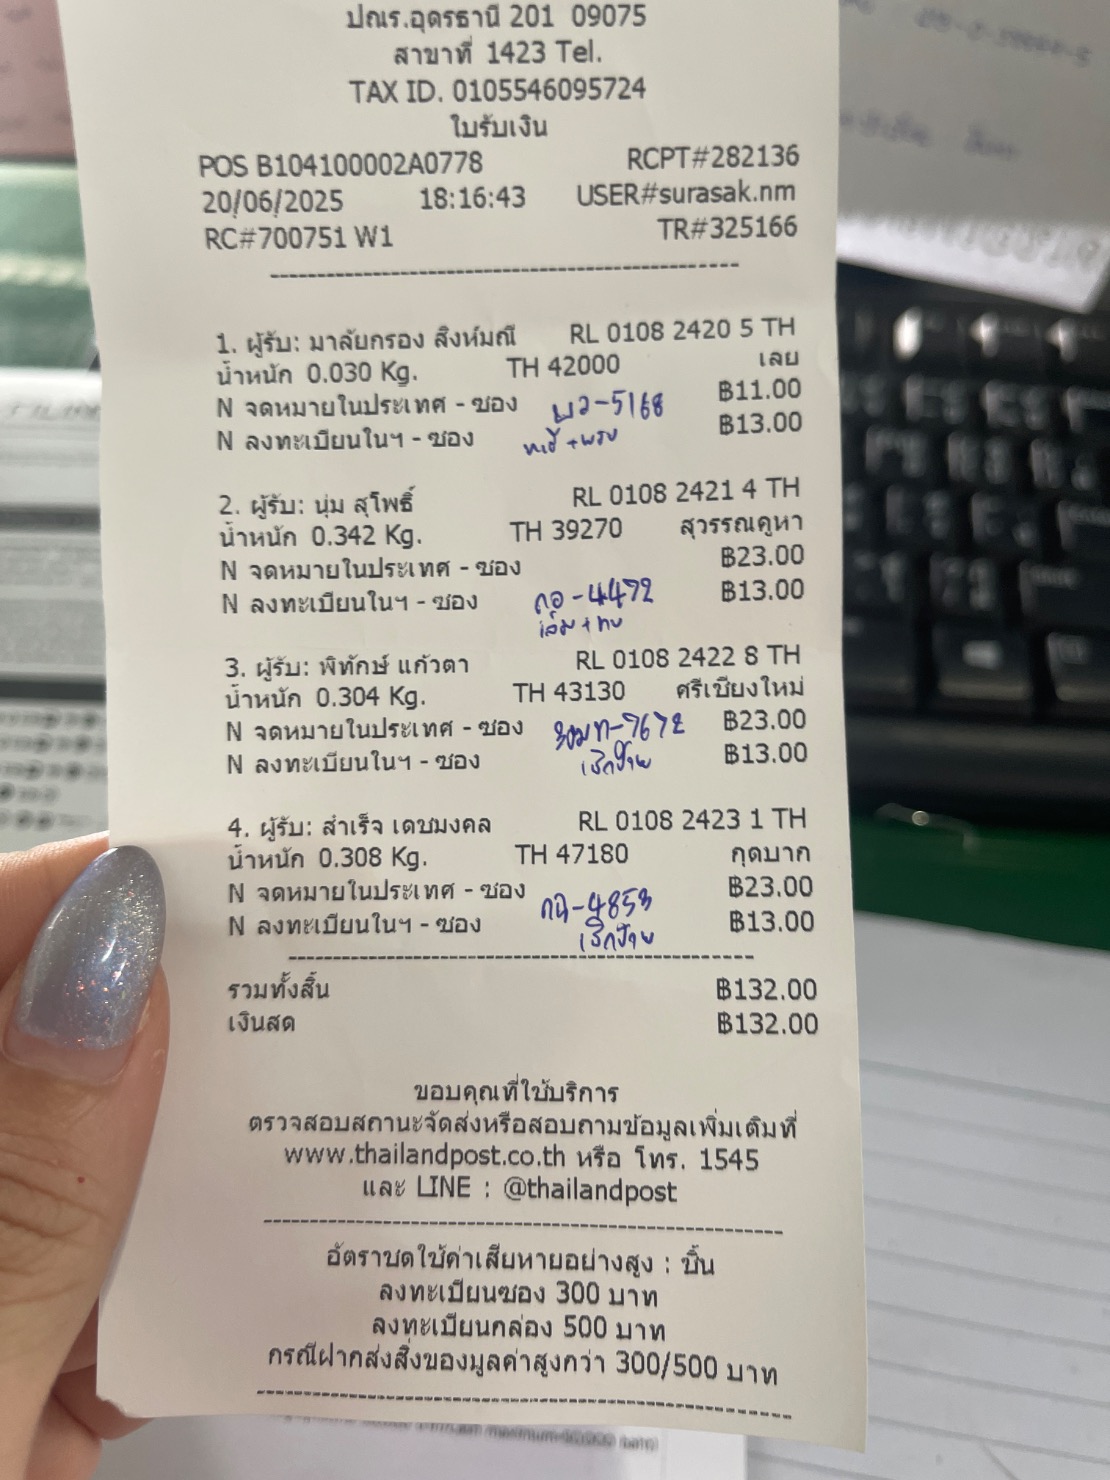 ปณร.อุดรธานี 201 09075
สาขาที่ 1423 Tel.
TAX ID. 0105546095724
ใบรับเงิน
POS B104100002A0778 RCPT#282136
20/06/2025 18:16:43 USER#surasak.nm
RC#700751 W1 TR#325166
1. ผู้รับ: มาลัยกรอง สิงห์มณี RL 0108 2420 5 TH
น้ำหนัก 0.030 Kg. TH 42000 เลย
N จดหมายในประเทศ - ซอง ฿11.00
-5168
N ลงทะเบียนในฯ - ซอง ฿13.00
2. ผู้รับ: นุ่ม สุโพธิ์ RL 0108 2421 4 TH
น้ำหนัก 0.342 Kg. TH 39270 สุวรรณคูหา
N จดหมายในประเทศ - ซอง ฿23.00
N ลงทะเบียนในฯ - ซอง กอ-4472 ฿13.00
3. ผู้รับ: พิทักษ์ แก้วตา RL 0108 2422 8 TH
น้ำหนัก 0.304 Kg. TH 43130 ศรีเชียงใหม่
N จดหมายในประเทศ - ซอง ฿23.00
N ลงทะเบียนในฯ - ซอง ฿13.00
4. ผู้รับ: สำเร็จ เดชมงคล RL 0108 2423 1 TH
น้ำหนัก 0.308 Kg. TH 47180 กุดบาก
N จดหมายในประเทศ - ซอง ฿23.00
-4853
N ลงทะเบียนในฯ - ซอง ฿13.00
รวมทั้งสิ้น ฿132.00
เงินสด ฿132.00
ขอบคุณที่ใช้บริการ
ตรวจสอบสถานะจัดส่งหรือสอบถามข้อมูลเพิ่มเติมที่
www.thailandpost.co.th หรือ โทร. 1545
และ LINE : @thailandpost
อัตราชดใช้ค่าเสียหายอย่างสูง : ชิ้น
ลงทะเบียนซอง 300 บาท
ลงทะเบียนกล่อง 500 บาท
กรณีฝากส่งสิ่งของมูลค่าสูงกว่า 300/500 บาท